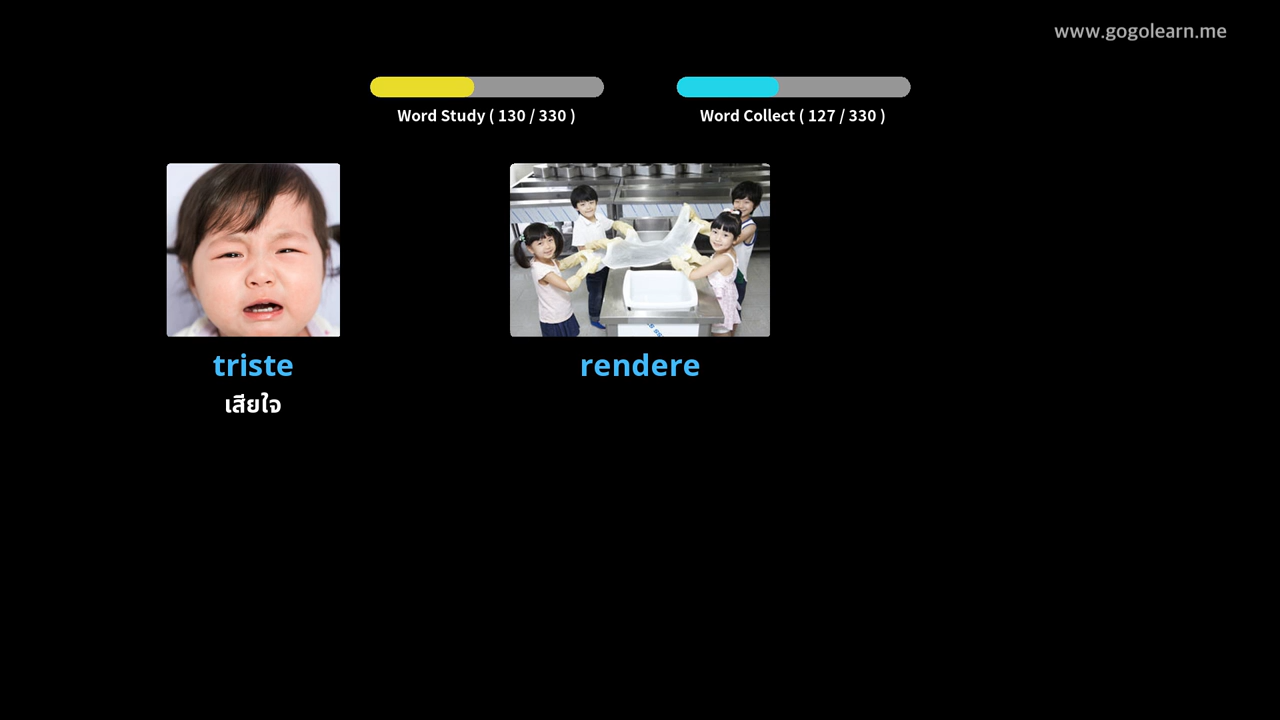 www.gogolearn.me
Word Study ( 130 / 330 )
Word Collect ( 127 / 330 )
triste
เสียใจ
rendere